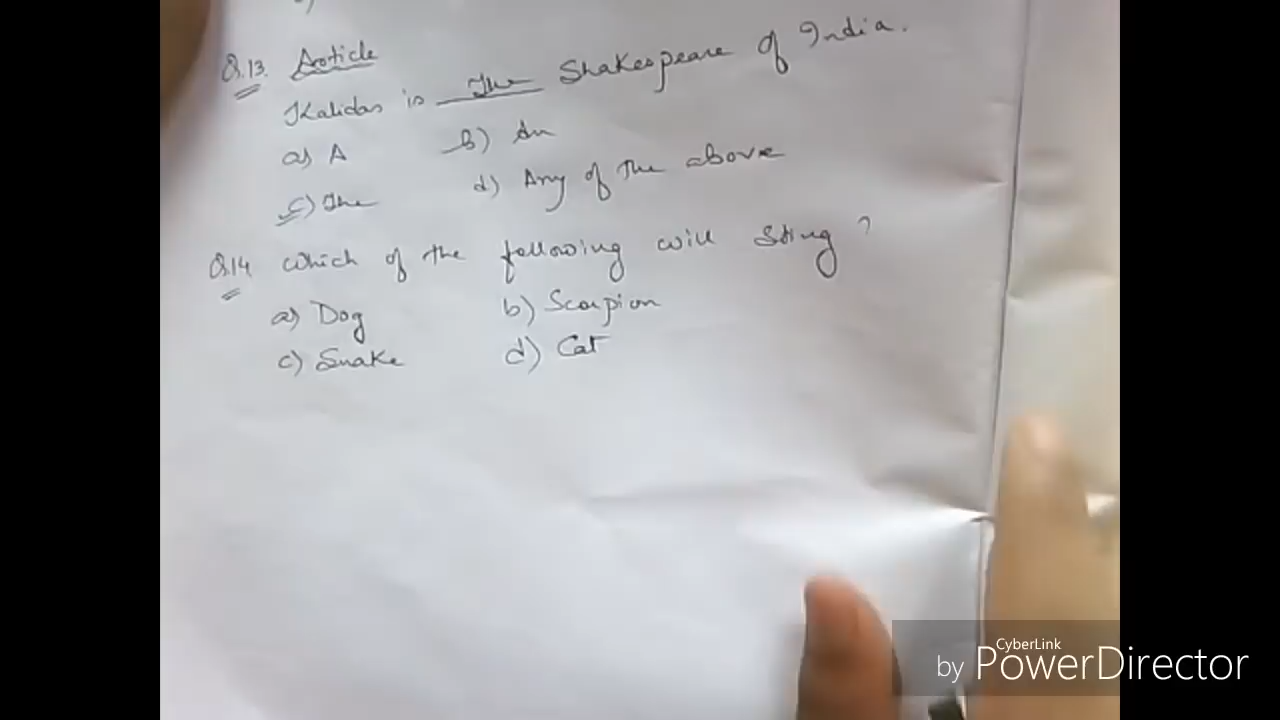 Q.13. Article
Kalidas is The Shakespeare of India.
a) A b) An
c) The d) Any of the above
Q.14 Which of the following will Sting ?
a) Dog b) Scorpion
c) Snake d) Cat
CyberLink
by PowerDirector